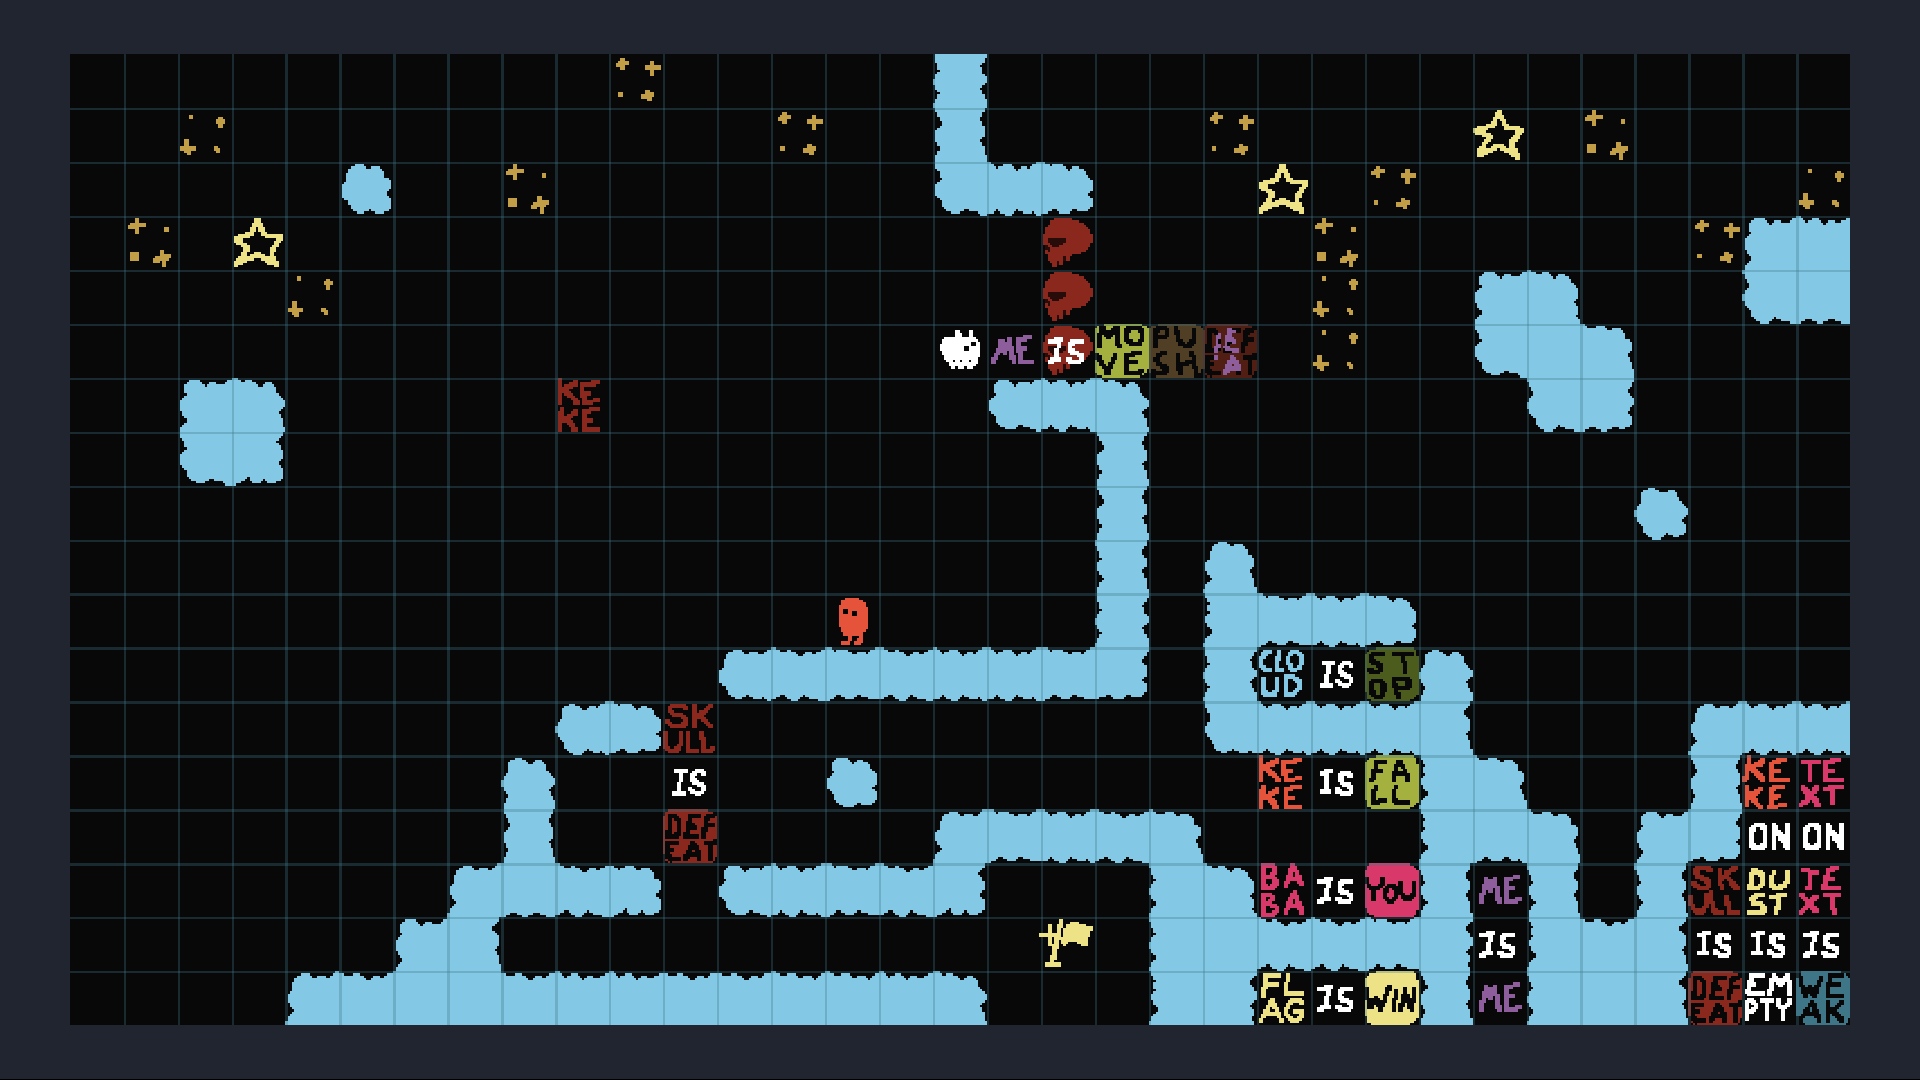 ME IS MOVE PUSH
KEKE
CLOUD IS STOP
SKULL
IS
DEFEAT
KEKE IS FALL
BABA IS YOU
FLAG IS WIN
ME
IS
ME
SKULL
IS
DEFEAT
KEKE
ON
DUST
IS
EMPTY
TEXT
ON
TEXT
IS
WEAK